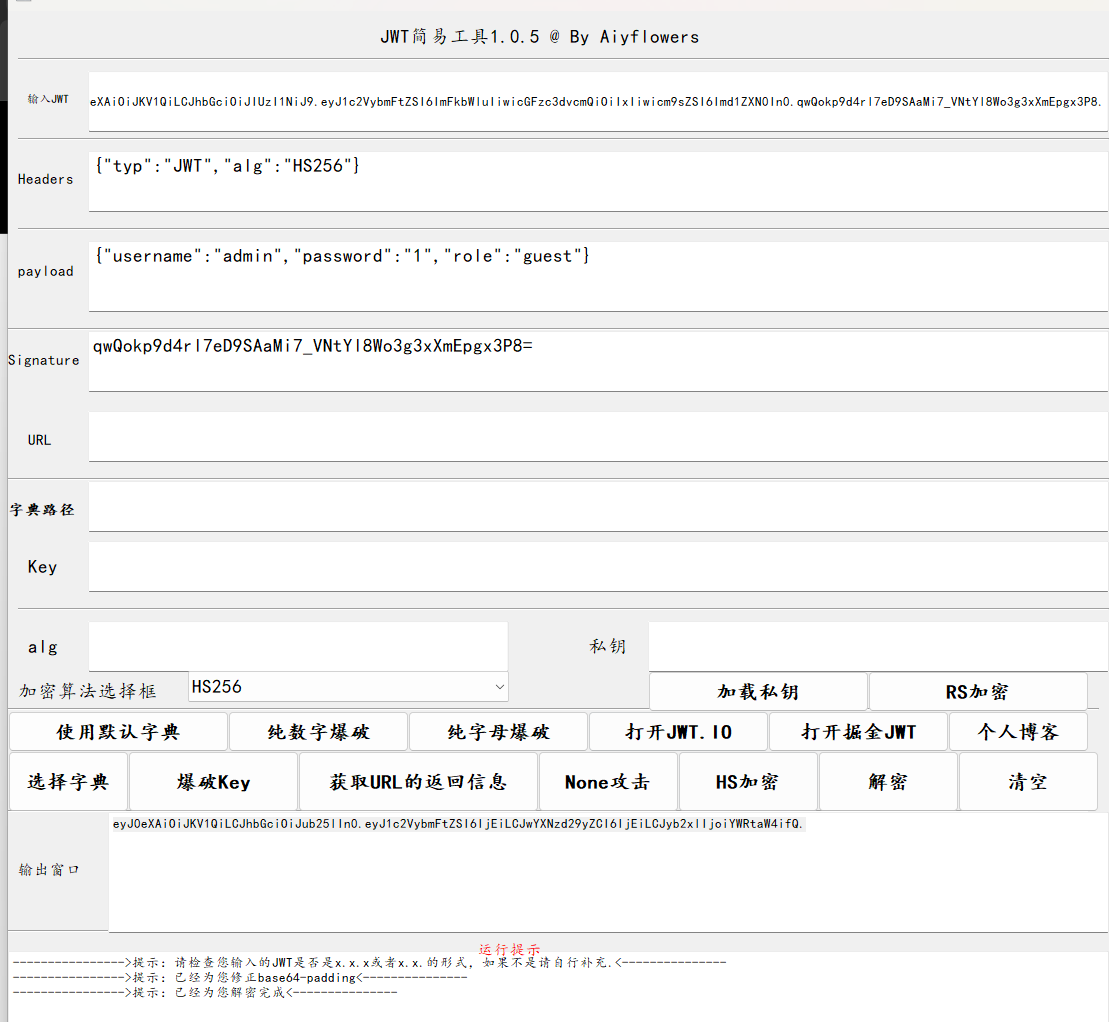 JWT简易工具1.0.5 @ By Aiyflowers
输入JWT
eXAiOiJKV1QiLCJhbGciOiJIUzI1NiJ9.eyJ1c2VybmFtZSI6ImFkbWluIiwicGFzc3dvcmQiOiIxIiwicm9sZSI6Imd1ZXN0In0.qwQokp9d4rl7eD9SAaMi7_VNtYl8Wo3g3xXmEpgx3P8.
Headers
{"typ":"JWT","alg":"HS256"}
payload
{"username":"admin","password":"1","role":"guest"}
Signature
qwQokp9d4rl7eD9SAaMi7_VNtYl8Wo3g3xXmEpgx3P8=
URL
字典路径
Key
alg
私钥
加密算法选择框 HS256
加载私钥 RS加密
使用默认字典 纯数字爆破 纯字母爆破 打开JWT.IO 打开掘金JWT 个人博客
选择字典 爆破Key 获取URL的返回信息 None攻击 HS加密 解密 清空
eyJ0eXAiOiJKV1QiLCJhbGciOiJub25lIn0.eyJ1c2VybmFtZSI6IjEiLCJwYXNzd29yZCI6IjEiLCJyb2xlIjoiYWRtaW4ifQ.
输出窗口
运行提示
---------------->提示: 请检查您输入的JWT是否是x.x.x或者x.x.的形式, 如果不是请自行补充.<---------------
---------------->提示: 已经为您修正base64-padding<---------------
---------------->提示: 已经为您解密完成<---------------